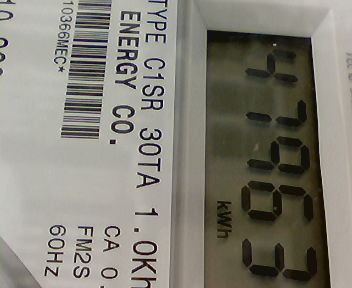 TYPE C1SR 30TA 1.0Kh
ENERGY CO.
CA 0.
FM2S
60Hz
10366MEC*
kWh